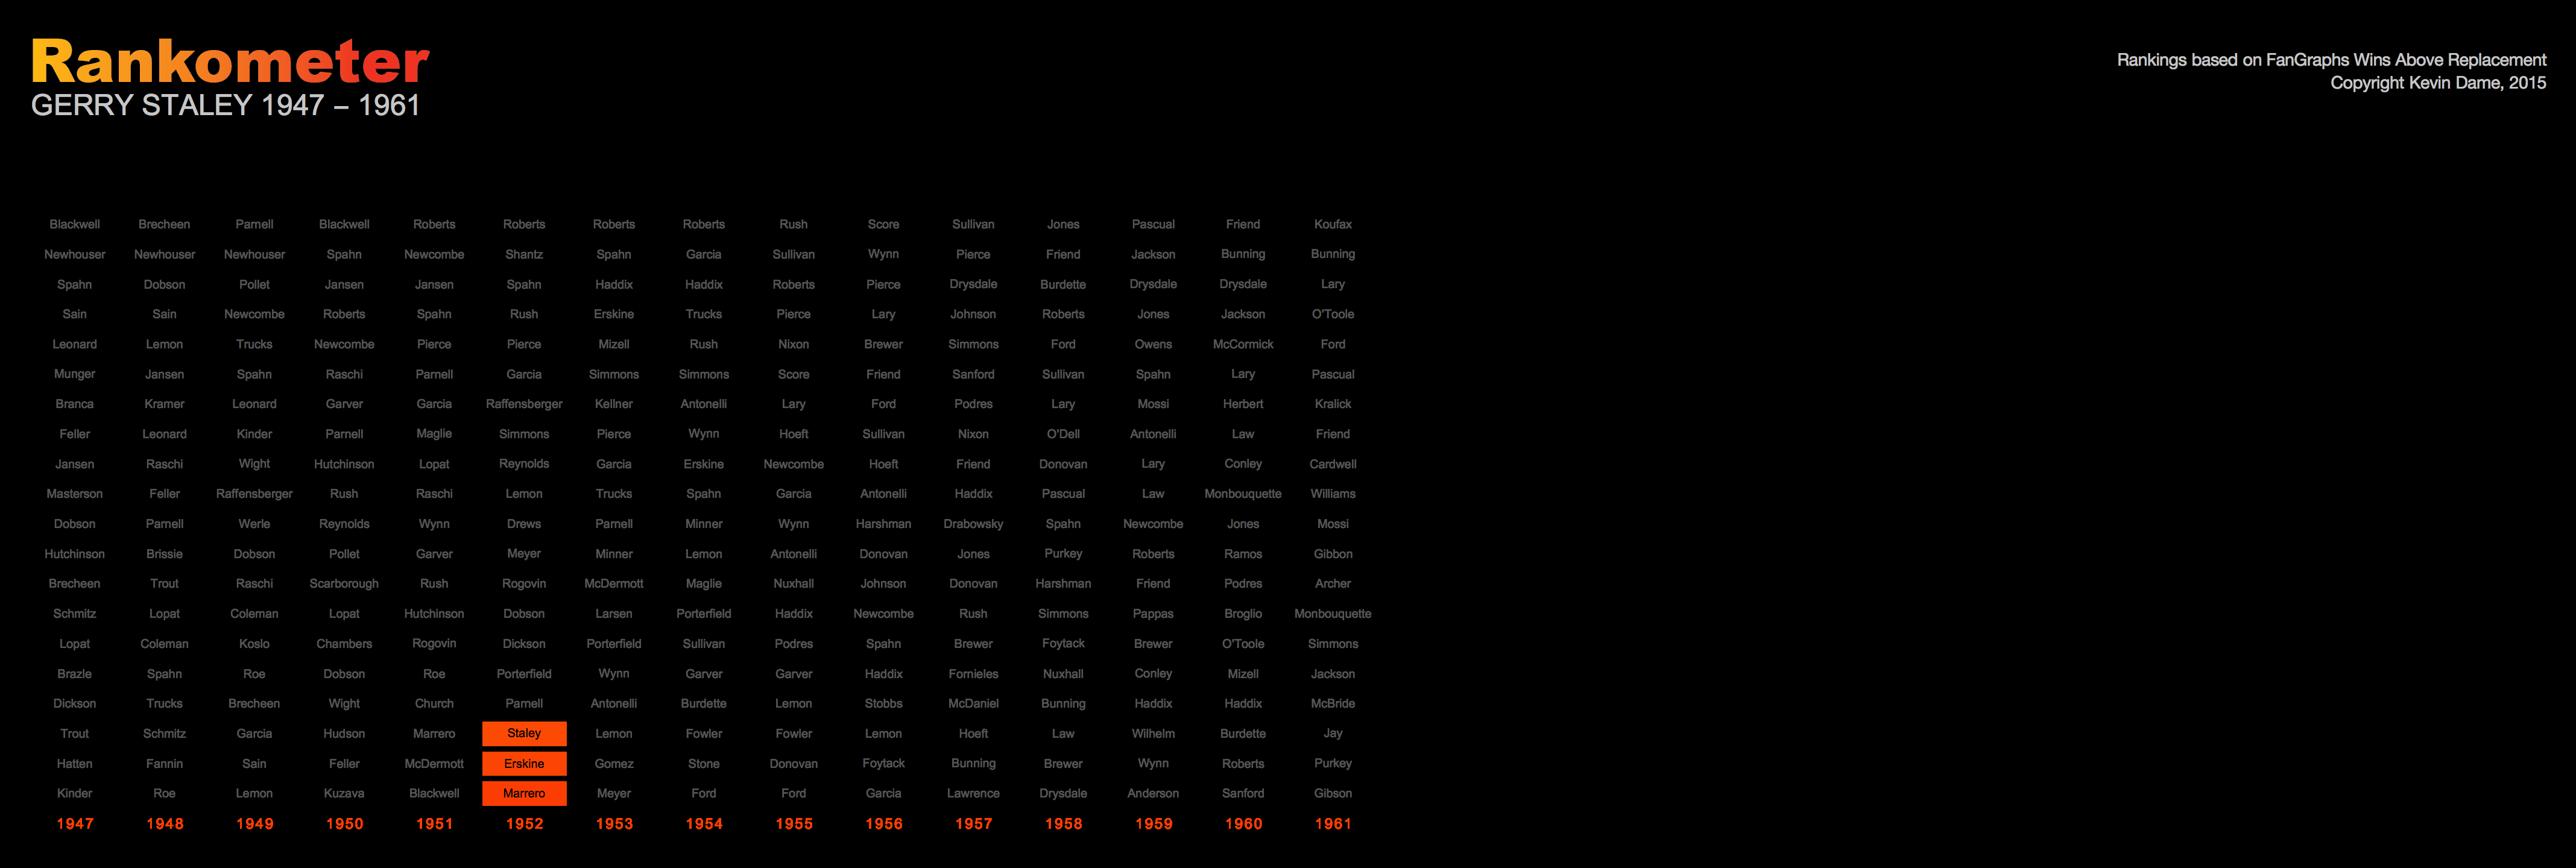 Rankometer
GERRY STALEY 1947 – 1961
Rankings based on FanGraphs Wins Above Replacement
Copyright Kevin Dame, 2015
Blackwell Brecheen Parnell Blackwell Roberts Roberts Roberts Roberts Rush Score Sullivan Jones Pascual Friend Koufax
Newhouser Newhouser Newhouser Spahn Newcombe Shantz Spahn Garcia Sullivan Wynn Pierce Friend Jackson Bunning Bunning
Spahn Dobson Pollet Jansen Jansen Spahn Haddix Haddix Roberts Pierce Drysdale Burdette Drysdale Drysdale Lary
Sain Sain Newcombe Roberts Spahn Rush Erskine Trucks Pierce Lary Johnson Roberts Jones Jackson O'Toole
Leonard Lemon Trucks Newcombe Pierce Pierce Mizell Rush Nixon Brewer Simmons Ford Owens McCormick Ford
Munger Jansen Spahn Raschi Parnell Garcia Simmons Simmons Score Friend Sanford Sullivan Spahn Lary Pascual
Branca Kramer Leonard Garver Garcia Raffensberger Kellner Antonelli Lary Ford Podres Lary Mossi Herbert Kralick
Feller Leonard Kinder Parnell Maglie Simmons Pierce Wynn Hoeft Sullivan Nixon O'Dell Antonelli Law Friend
Jansen Raschi Wight Hutchinson Lopat Reynolds Garcia Erskine Newcombe Hoeft Friend Donovan Lary Conley Cardwell
Masterson Feller Raffensberger Rush Raschi Lemon Trucks Spahn Garcia Antonelli Haddix Pascual Law Monbouquette Williams
Dobson Parnell Werle Reynolds Wynn Drews Parnell Minner Wynn Harshman Drabowsky Spahn Newcombe Jones Mossi
Hutchinson Brissie Dobson Pollet Garver Meyer Minner Lemon Antonelli Donovan Jones Purkey Roberts Ramos Gibbon
Brecheen Trout Raschi Scarborough Rush Rogovin McDermott Maglie Nuxhall Johnson Donovan Harshman Friend Podres Archer
Schmitz Lopat Coleman Lopat Hutchinson Dobson Larsen Porterfield Haddix Newcombe Rush Simmons Pappas Broglio Monbouquette
Lopat Coleman Koslo Chambers Rogovin Dickson Porterfield Sullivan Podres Spahn Brewer Foytack Brewer O'Toole Simmons
Brazle Spahn Roe Dobson Roe Porterfield Wynn Garver Garver Haddix Fornieles Nuxhall Conley Mizell Jackson
Dickson Trucks Brecheen Wight Church Parnell Antonelli Burdette Lemon Stobbs McDaniel Bunning Haddix Haddix McBride
Trout Schmitz Garcia Hudson Marrero Staley Lemon Fowler Fowler Lemon Hoeft Law Wilhelm Burdette Jay
Hatten Fannin Sain Feller McDermott Erskine Gomez Stone Donovan Foytack Bunning Brewer Wynn Roberts Purkey
Kinder Roe Lemon Kuzava Blackwell Marrero Meyer Ford Ford Garcia Lawrence Drysdale Anderson Sanford Gibson
1947 1948 1949 1950 1951 1952 1953 1954 1955 1956 1957 1958 1959 1960 1961